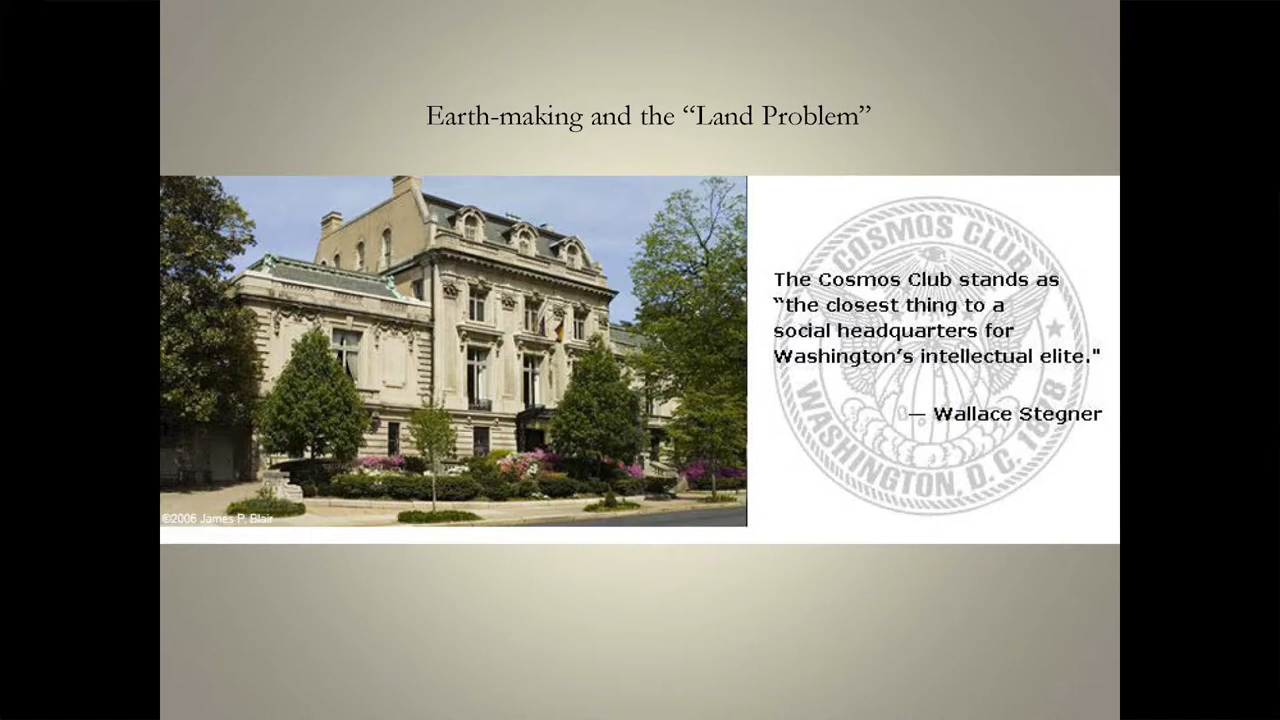 Earth-making and the “Land Problem”
COSMOS CLUB
The Cosmos Club stands as
“the closest thing to a
social headquarters for
Washington’s intellectual elite."
— Wallace Stegner
WASHINGTON, D.C. 1878
©2006 James P. Blair